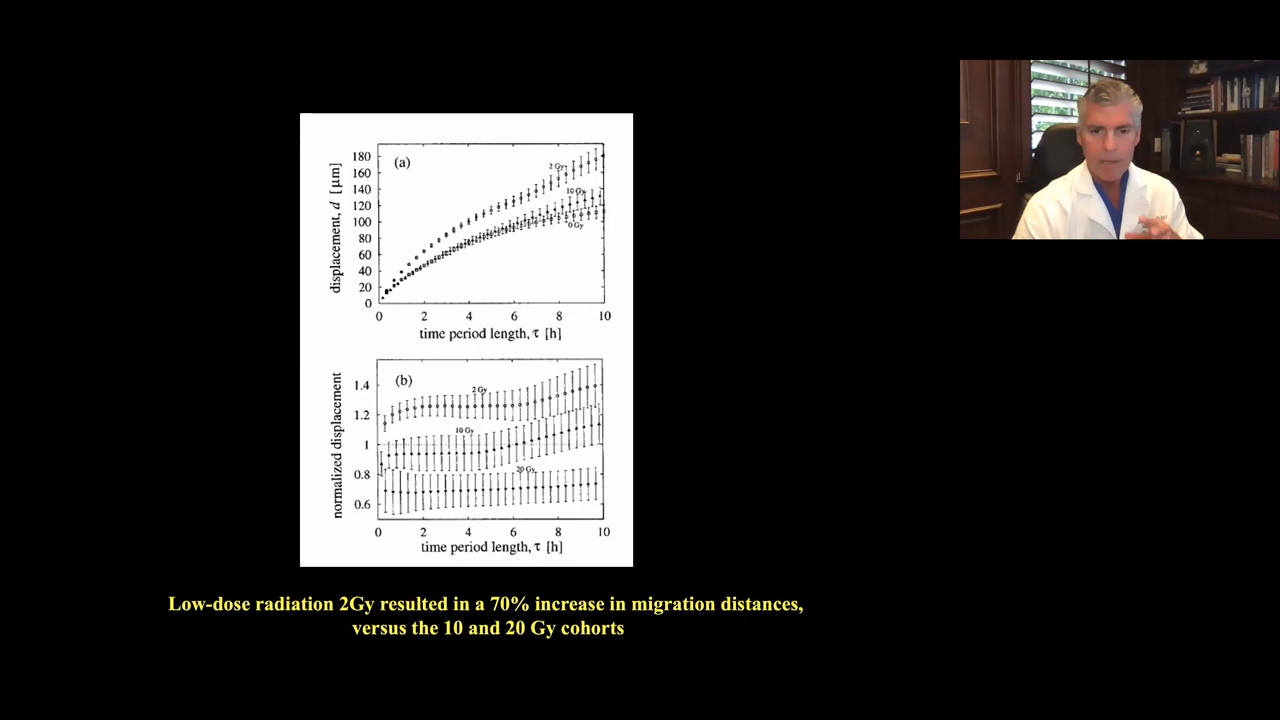 (a)
180
160
140
120
100
80
60
40
20
0
displacement, d [µm]
2 Gy
10 Gy
0 Gy
0 2 4 6 8 10
time period length, τ [h]
(b)
1.4
1.2
1
0.8
0.6
normalized displacement
2 Gy
10 Gy
20 Gy
0 2 4 6 8 10
time period length, τ [h]
Low-dose radiation 2Gy resulted in a 70% increase in migration distances,
versus the 10 and 20 Gy cohorts